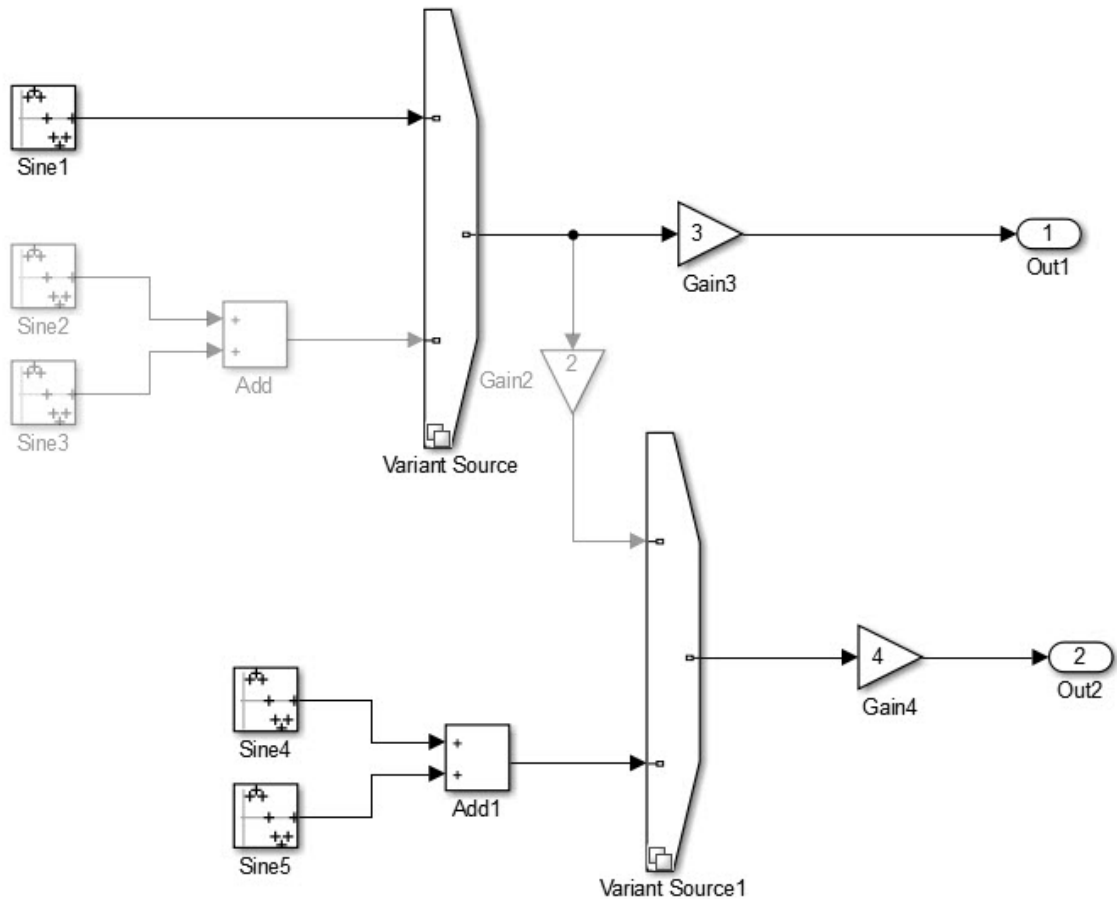 Sine1
3
1
Gain3
Out1
+
Sine2
+
Add
Gain2
2
Sine3
Variant Source
4
2
Gain4
Out2
+
Sine4
+
Add1
Sine5
Variant Source1